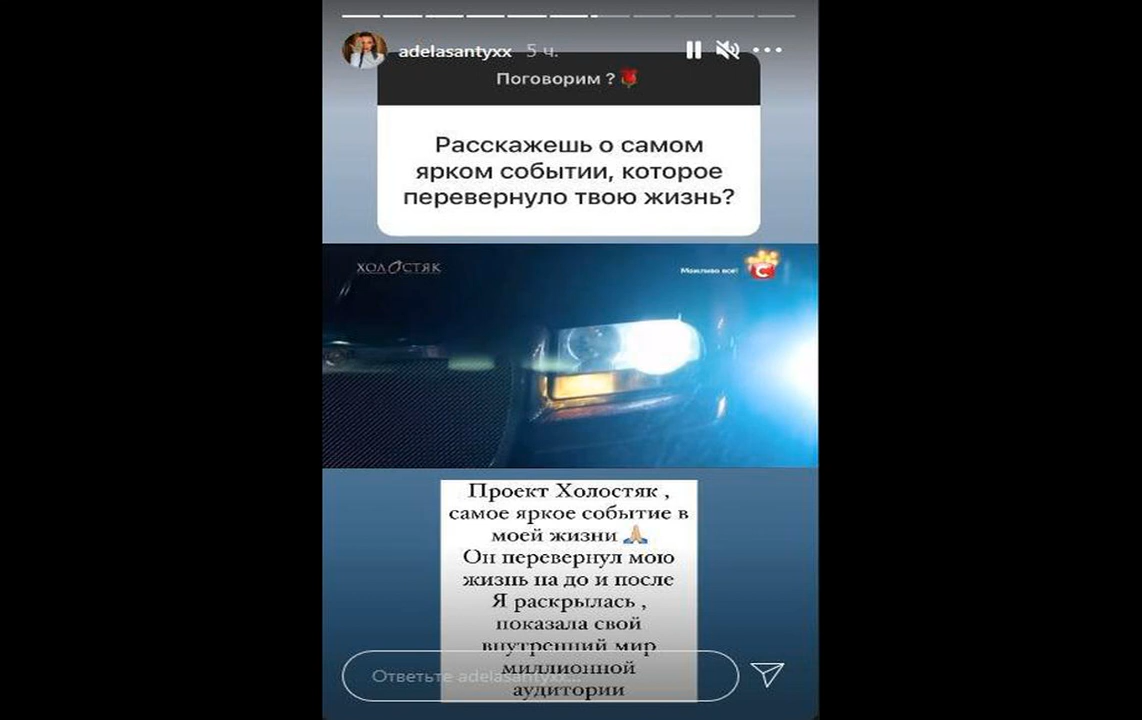 adelasantyxx 5 ч.
Поговорим ?🌹
Расскажешь о самом
ярком событии, которое
перевернуло твою жизнь?
ХОЛОСТЯК
Можливо все! С
Проект Холостяк ,
самое яркое событие в
моей жизни 🙏🏼
Он перевернул мою
жизнь на до и после
Я раскрылась ,
показала свой
внутренний мир
миллионной
Ответьте adelasantyxx...
аудитории